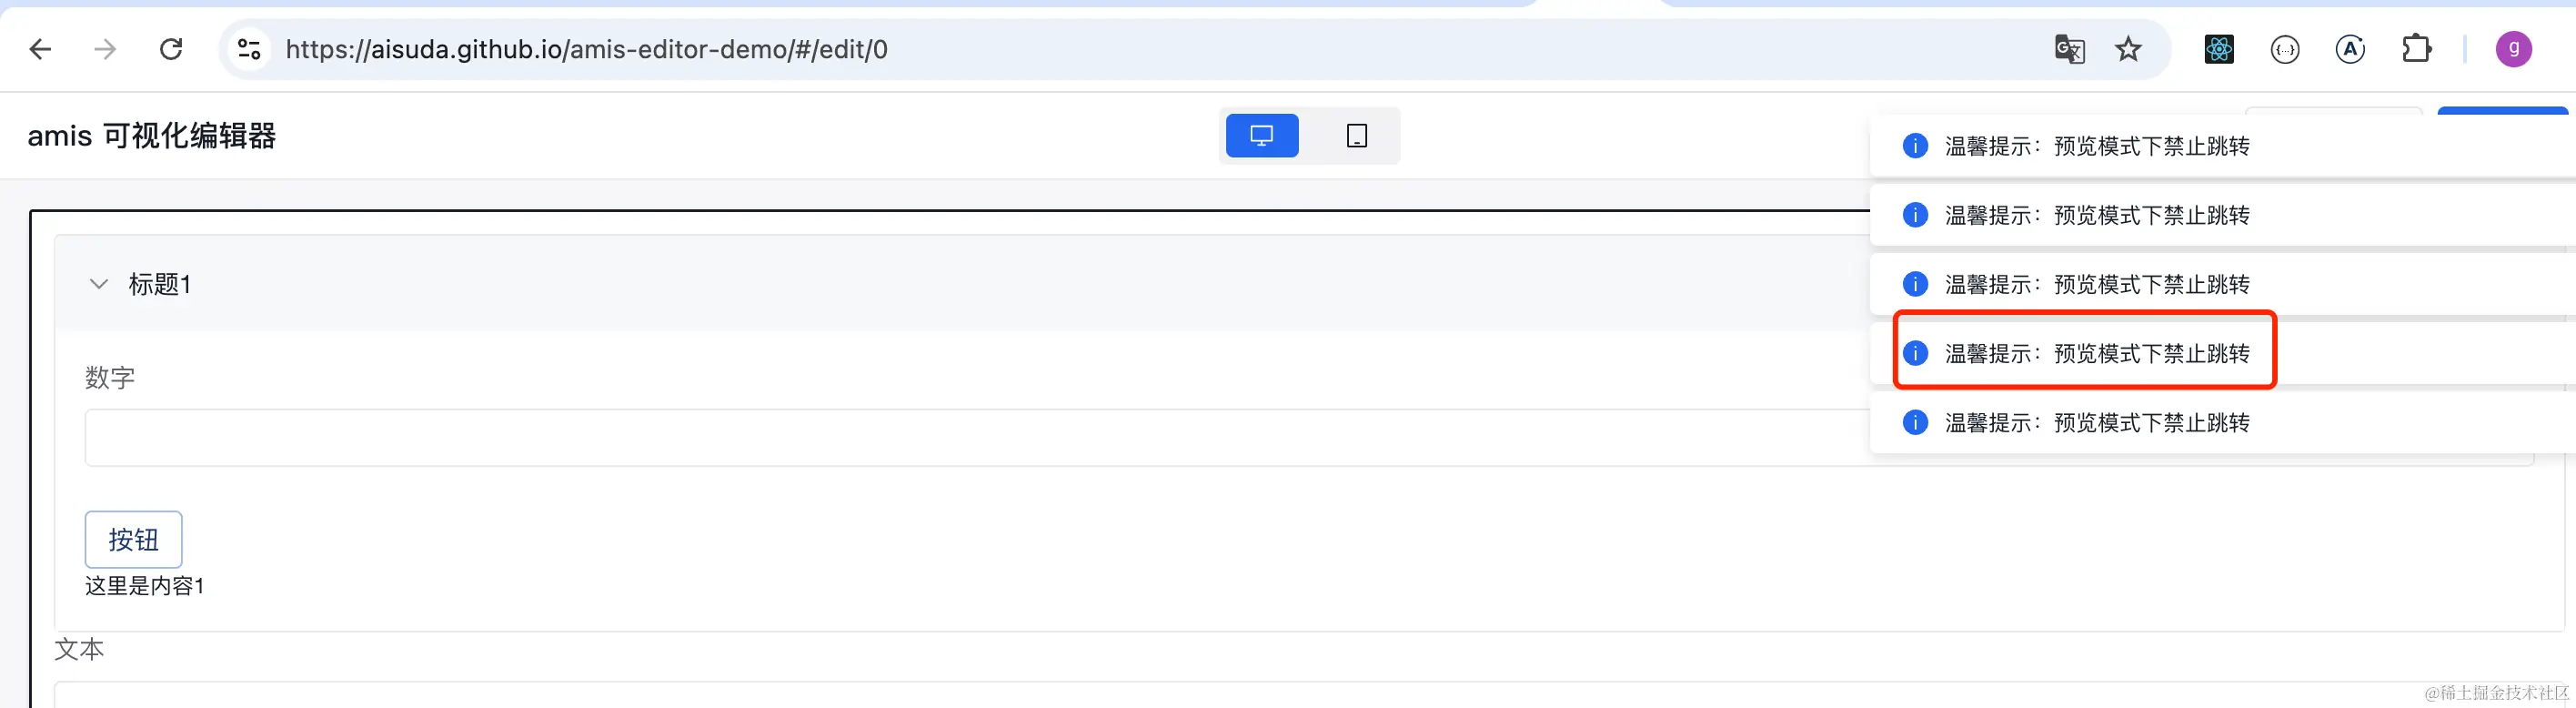 https://aisuda.github.io/amis-editor-demo/#/edit/0
g
amis 可视化编辑器
温馨提示：预览模式下禁止跳转
温馨提示：预览模式下禁止跳转
温馨提示：预览模式下禁止跳转
温馨提示：预览模式下禁止跳转
温馨提示：预览模式下禁止跳转
标题1
数字
按钮
这里是内容1
文本
@稀土掘金技术社区